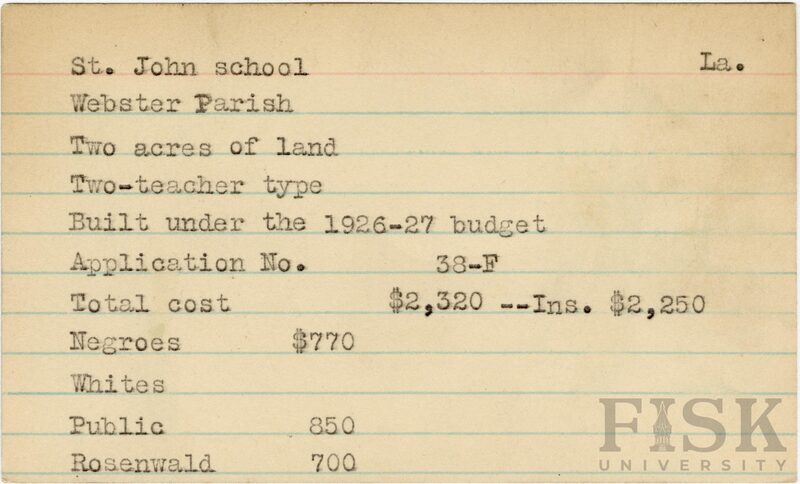 St. John school La.
Webster Parish
Two acres of land
Two-teacher type
Built under the 1926-27 budget
Application No. 38-F
Total cost $2,320 --Ins. $2,250
Negroes $770
Whites
Public 850
Rosenwald 700
FISK
UNIVERSITY